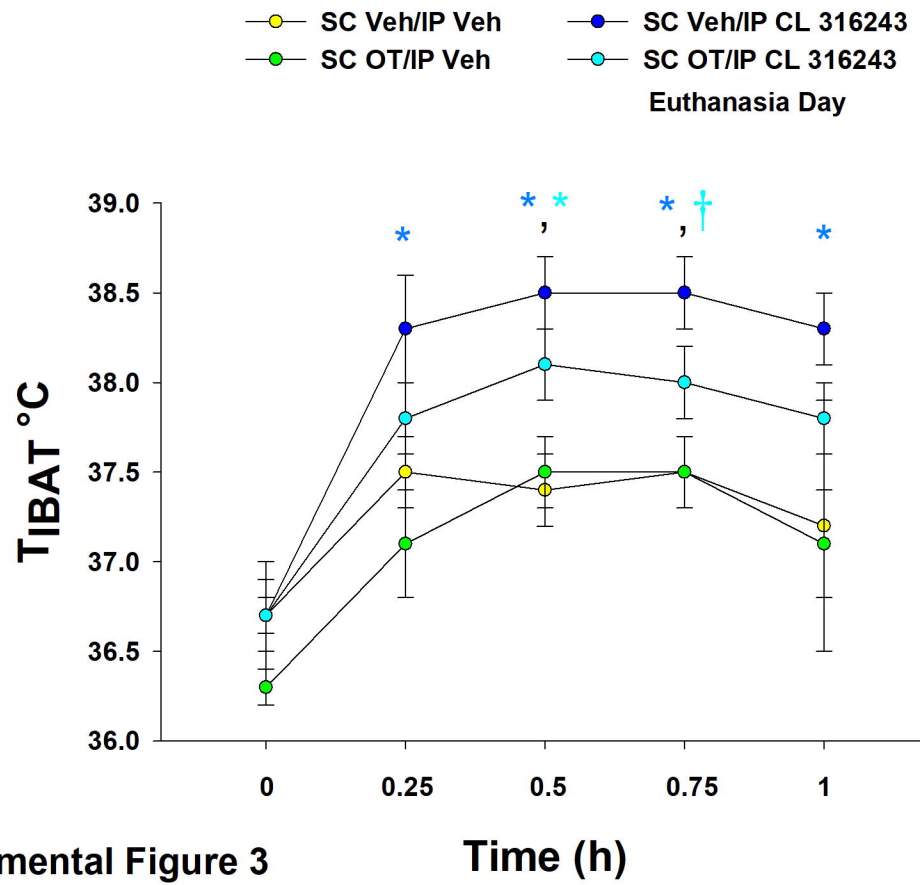 SC Veh/IP Veh SC Veh/IP CL 316243
SC OT/IP Veh SC OT/IP CL 316243
Euthanasia Day
* *, * *, † *
39.0
38.5
38.0
37.5
37.0
36.5
36.0
TIBAT °C
0 0.25 0.5 0.75 1
Time (h)
mental Figure 3